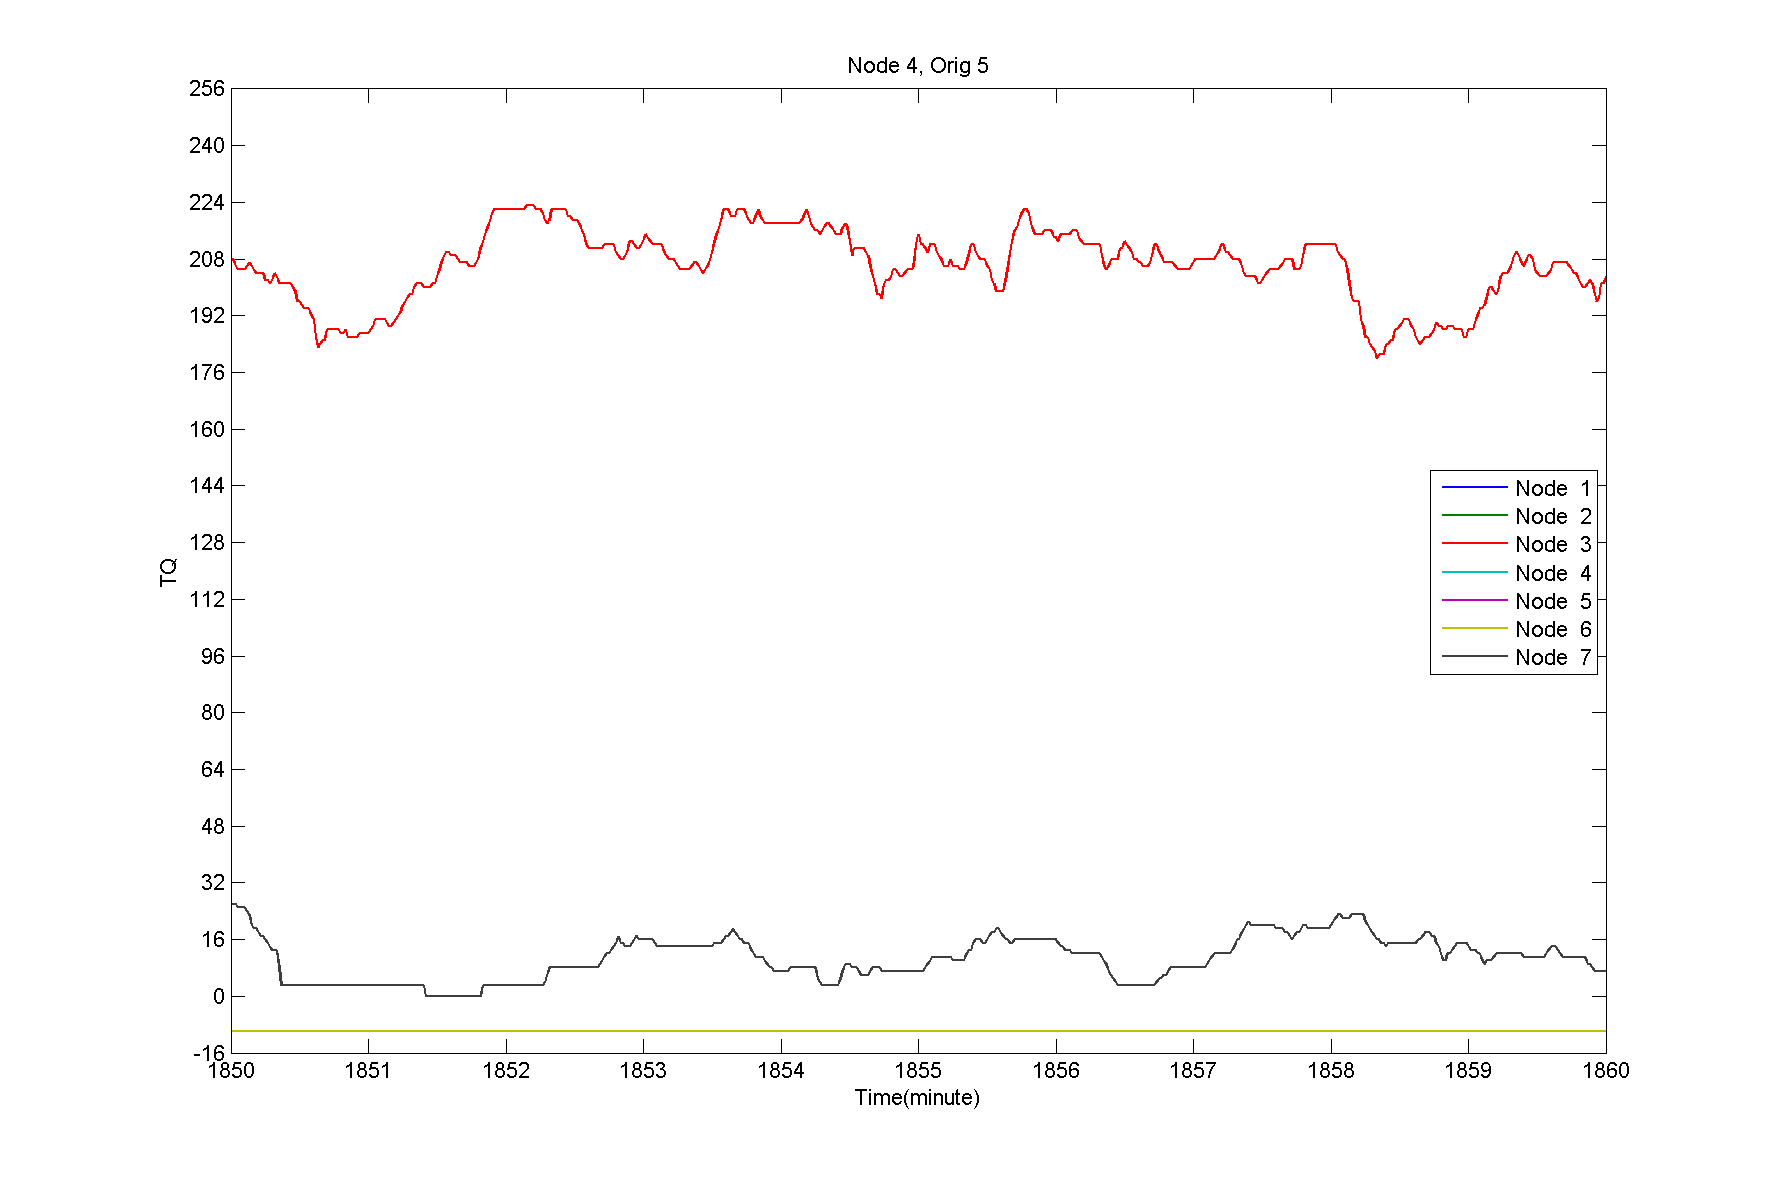 Node 4, Orig 5
256
240
224
208
192
176
160
144
128
112
96
80
64
48
32
16
0
-16
TQ
Node 1
Node 2
Node 3
Node 4
Node 5
Node 6
Node 7
1850 1851 1852 1853 1854 1855 1856 1857 1858 1859 1860
Time(minute)